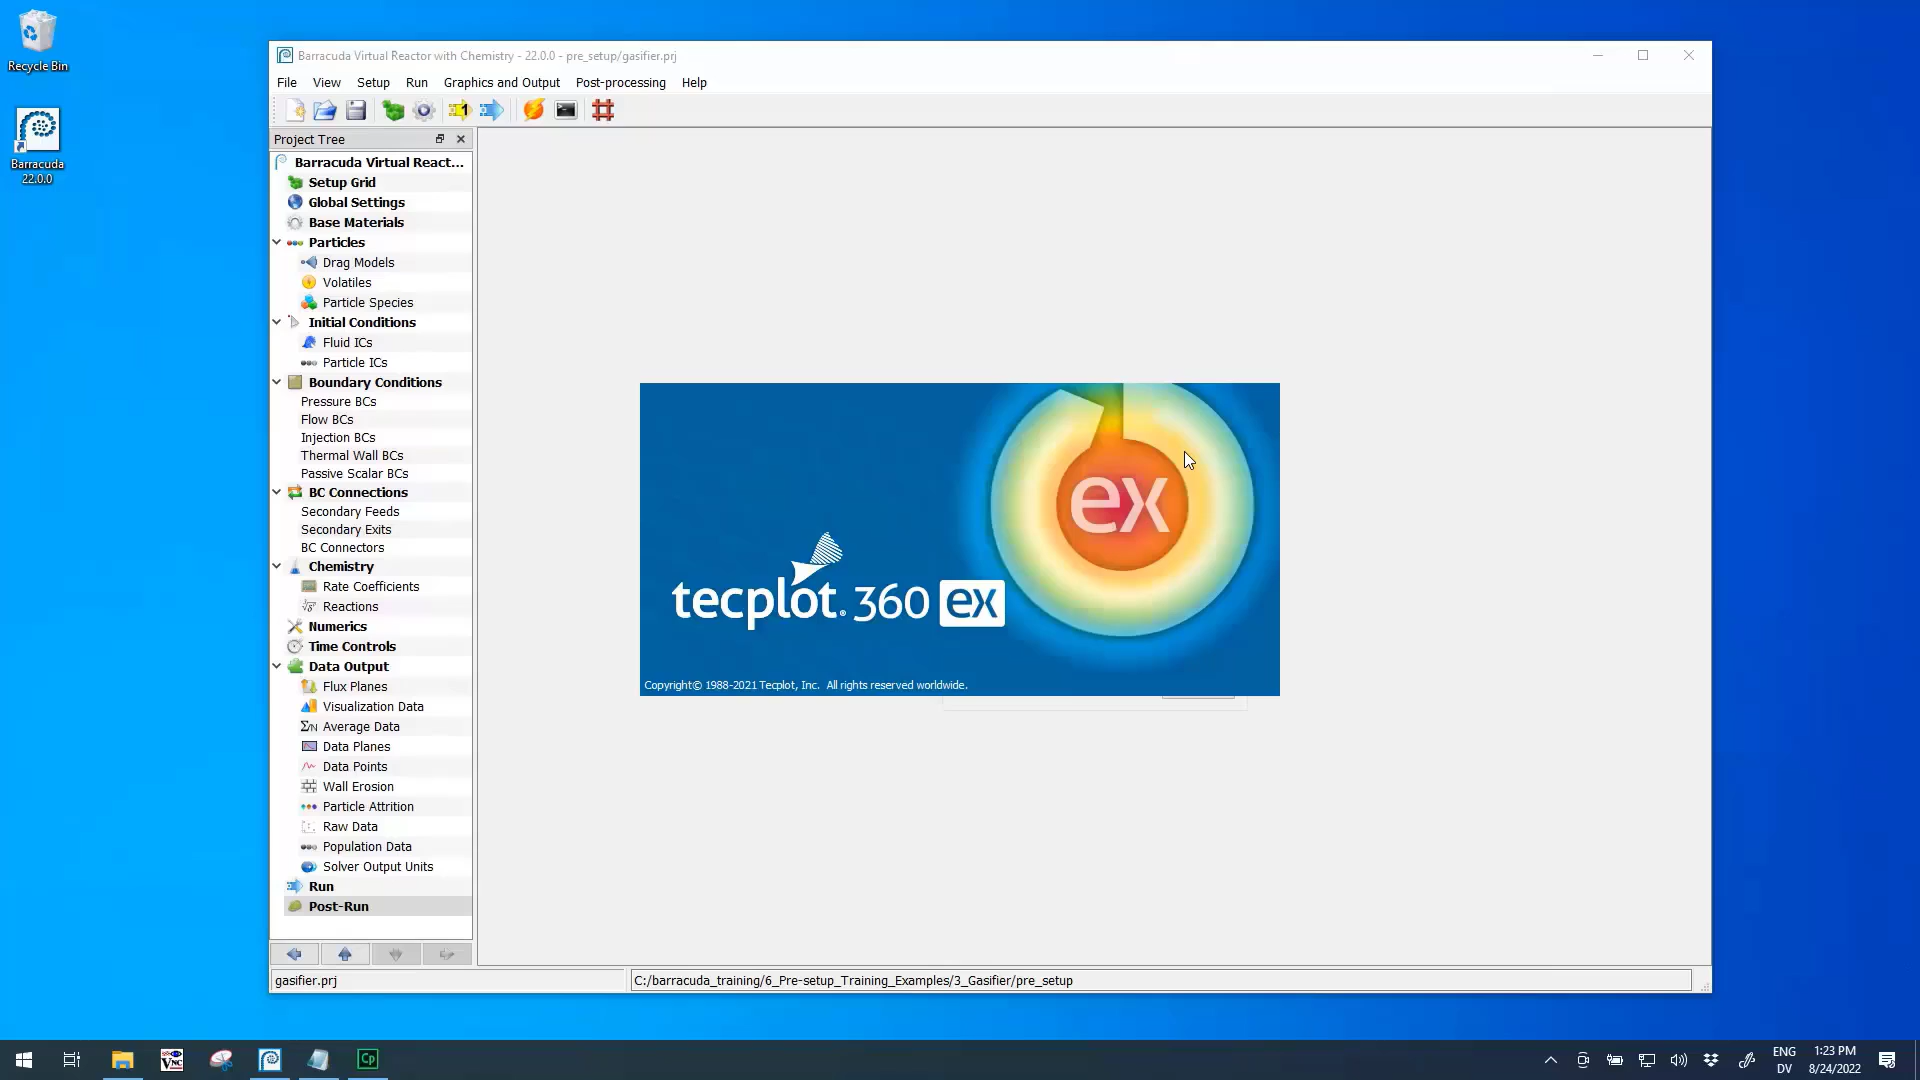 Recycle Bin
Barracuda
22.0.0
Barracuda Virtual Reactor with Chemistry - 22.0.0 - pre_setup/gasifier.prj
File View Setup Run Graphics and Output Post-processing Help
1
Project Tree
Barracuda Virtual React...
Setup Grid
Global Settings
Base Materials
Particles
Drag Models
Volatiles
Particle Species
Initial Conditions
Fluid ICs
Particle ICs
Boundary Conditions
Pressure BCs
Flow BCs
Injection BCs
Thermal Wall BCs
Passive Scalar BCs
BC Connections
Secondary Feeds
Secondary Exits
BC Connectors
Chemistry
Rate Coefficients
Reactions
Numerics
Time Controls
Data Output
Flux Planes
Visualization Data
Σ/N Average Data
Data Planes
Data Points
Wall Erosion
Particle Attrition
Raw Data
Population Data
Solver Output Units
Run
Post-Run
ex
tecplot. 360 ex
Copyright© 1988-2021 Tecplot, Inc. All rights reserved worldwide.
gasifier.prj
C:/barracuda_training/6_Pre-setup_Training_Examples/3_Gasifier/pre_setup
Cp
ENG
DV
1:23 PM
8/24/2022